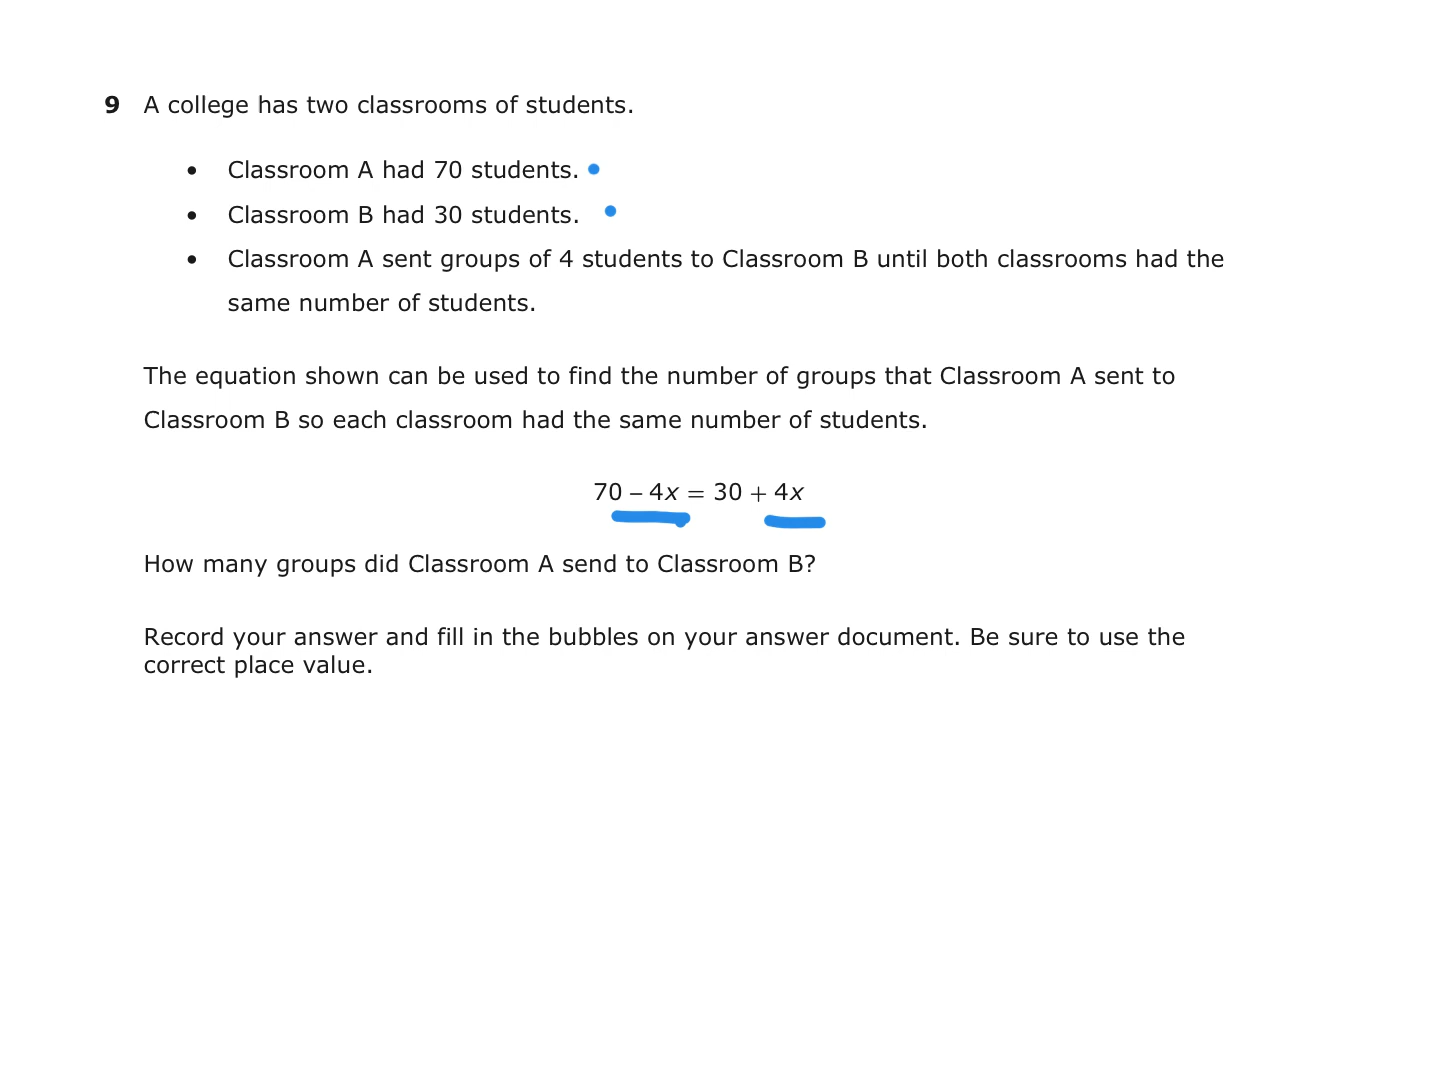 9 A college has two classrooms of students.
• Classroom A had 70 students.
• Classroom B had 30 students.
• Classroom A sent groups of 4 students to Classroom B until both classrooms had the
same number of students.
The equation shown can be used to find the number of groups that Classroom A sent to
Classroom B so each classroom had the same number of students.
70 – 4x = 30 + 4x
How many groups did Classroom A send to Classroom B?
Record your answer and fill in the bubbles on your answer document. Be sure to use the
correct place value.